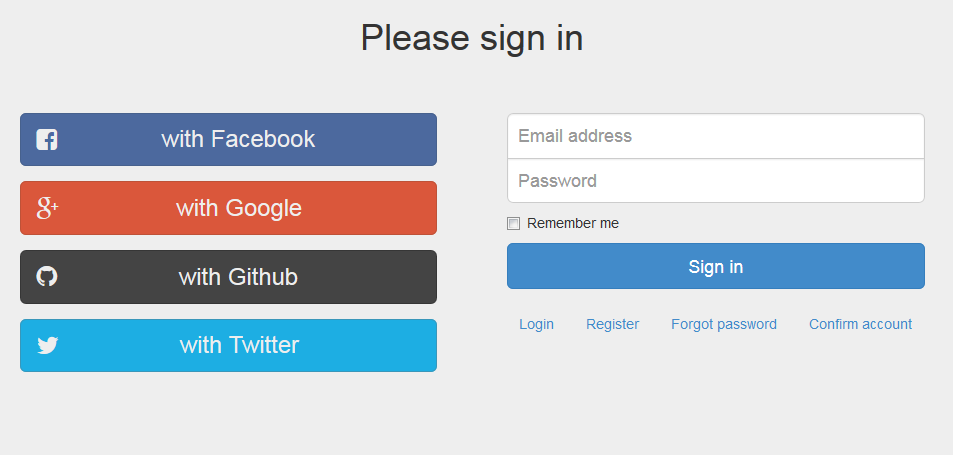 Please sign in
with Facebook
with Google
with Github
with Twitter
Email address
Password
Remember me
Sign in
Login Register Forgot password Confirm account